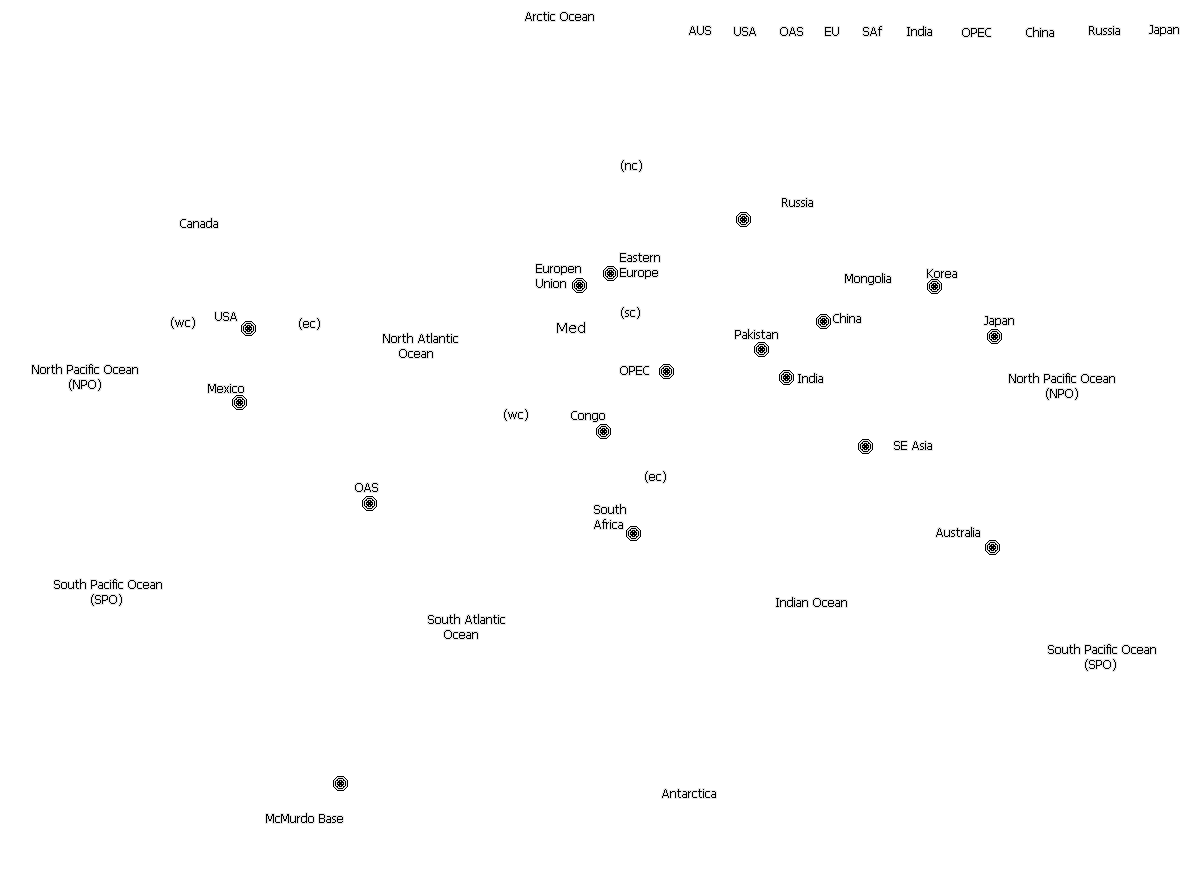 Arctic Ocean
AUS USA OAS EU SAf India OPEC China Russia Japan
(nc)
Russia
Canada
Eastern
Europe
Europen
Union
Mongolia
Korea
(wc)
USA
(ec)
Med
(sc)
China
Japan
North Atlantic
Ocean
Pakistan
North Pacific Ocean
(NPO)
OPEC
India
North Pacific Ocean
(NPO)
Mexico
(wc)
Congo
SE Asia
(ec)
OAS
South
Africa
Australia
South Pacific Ocean
(SPO)
Indian Ocean
South Atlantic
Ocean
South Pacific Ocean
(SPO)
Antarctica
McMurdo Base